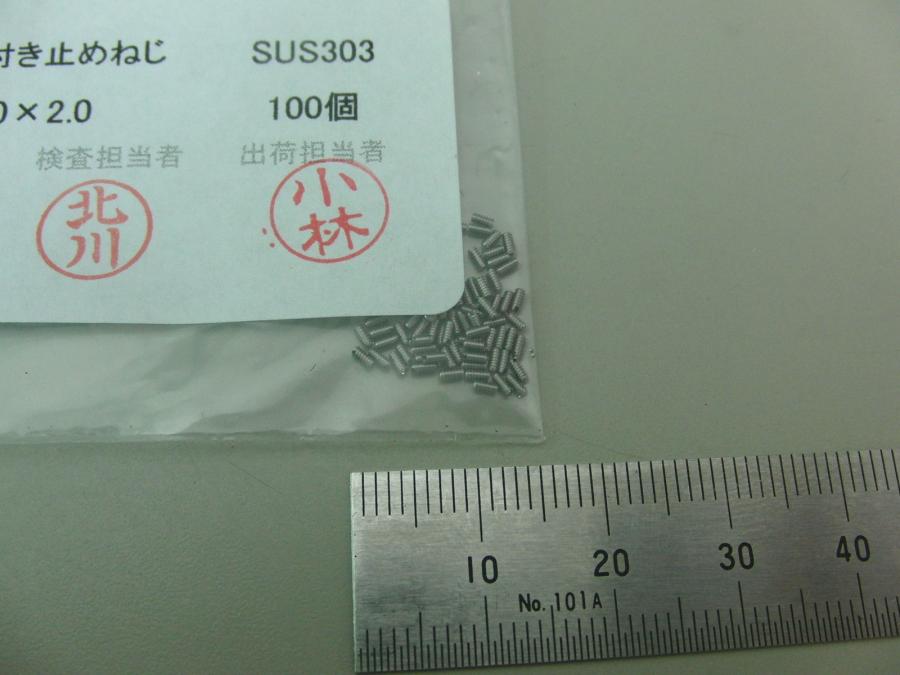 付き止めねじ SUS303
0×2.0 100個
検査担当者 出荷担当者
北川 小林
10 20 30 40
No.101A